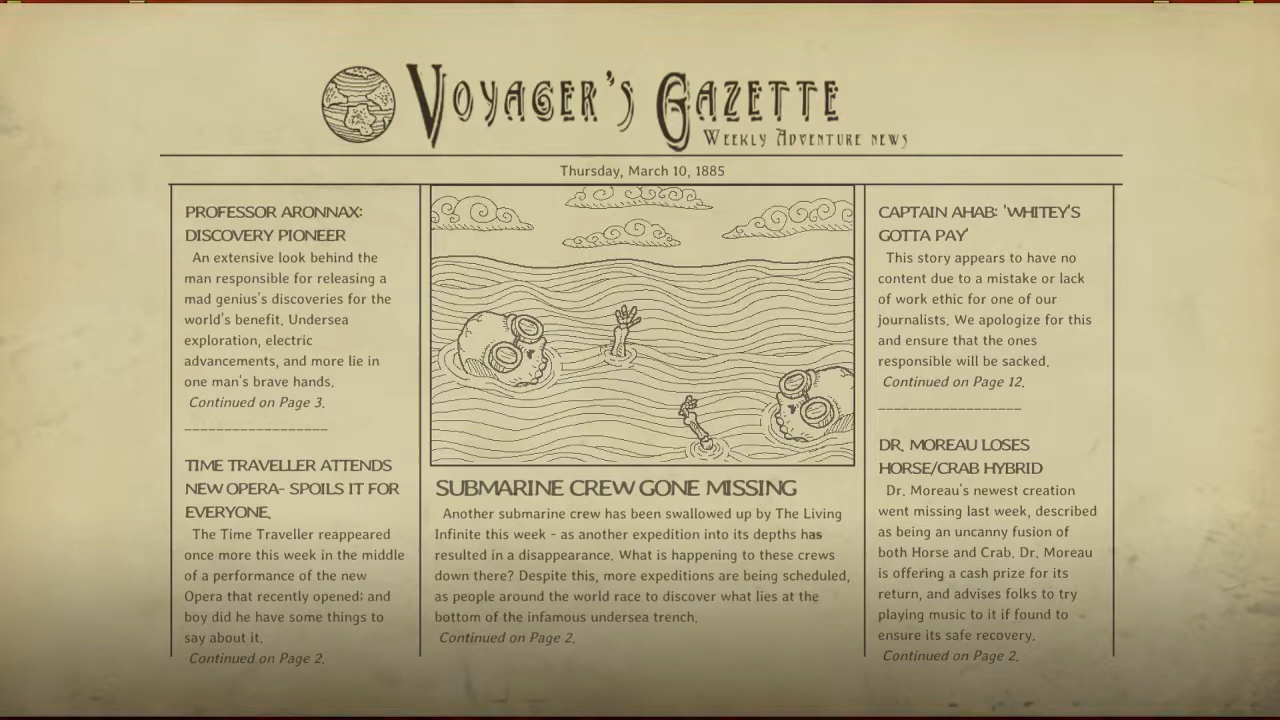 VOYAGER'S GAZETTE
WEEKLY ADVENTURE NEWS
Thursday, March 10, 1885
PROFESSOR ARONNAX:
DISCOVERY PIONEER
An extensive look behind the
man responsible for releasing a
mad genius's discoveries for the
world's benefit. Undersea
exploration, electric
advancements, and more lie in
one man's brave hands.
Continued on Page 3.
------------------
TIME TRAVELLER ATTENDS
NEW OPERA- SPOILS IT FOR
EVERYONE.
The Time Traveller reappeared
once more this week in the middle
of a performance of the new
Opera that recently opened; and
boy did he have some things to
say about it.
Continued on Page 2.
SUBMARINE CREW GONE MISSING
Another submarine crew has been swallowed up by The Living
Infinite this week - as another expedition into its depths has
resulted in a disappearance. What is happening to these crews
down there? Despite this, more expeditions are being scheduled,
as people around the world race to discover what lies at the
bottom of the infamous undersea trench.
Continued on Page 2.
CAPTAIN AHAB: 'WHITEY'S
GOTTA PAY'
This story appears to have no
content due to a mistake or lack
of work ethic for one of our
journalists. We apologize for this
and ensure that the ones
responsible will be sacked.
Continued on Page 12.
------------------
DR. MOREAU LOSES
HORSE/CRAB HYBRID
Dr. Moreau's newest creation
went missing last week, described
as being an uncanny fusion of
both Horse and Crab. Dr. Moreau
is offering a cash prize for its
return, and advises folks to try
playing music to it if found to
ensure its safe recovery.
Continued on Page 2.